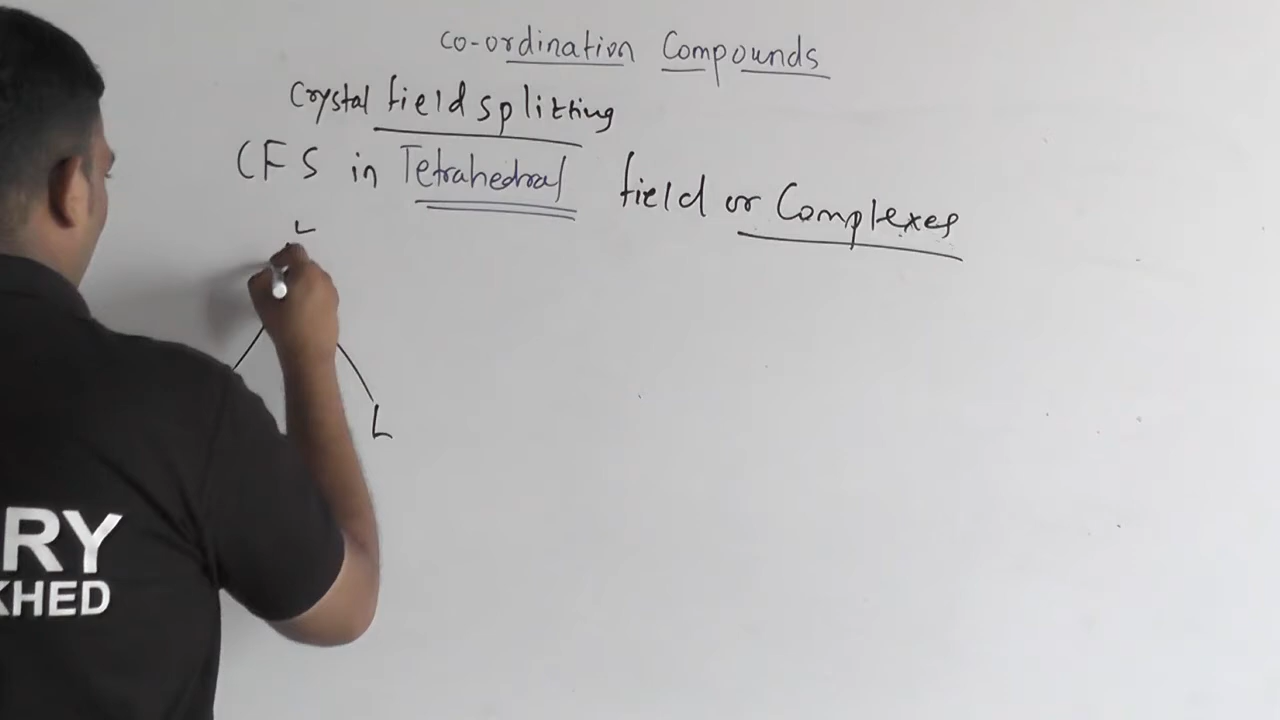 Co-ordination Compounds
Crystal field splitting
CFS in Tetrahedral field or Complexes
L
L
RY
KHED